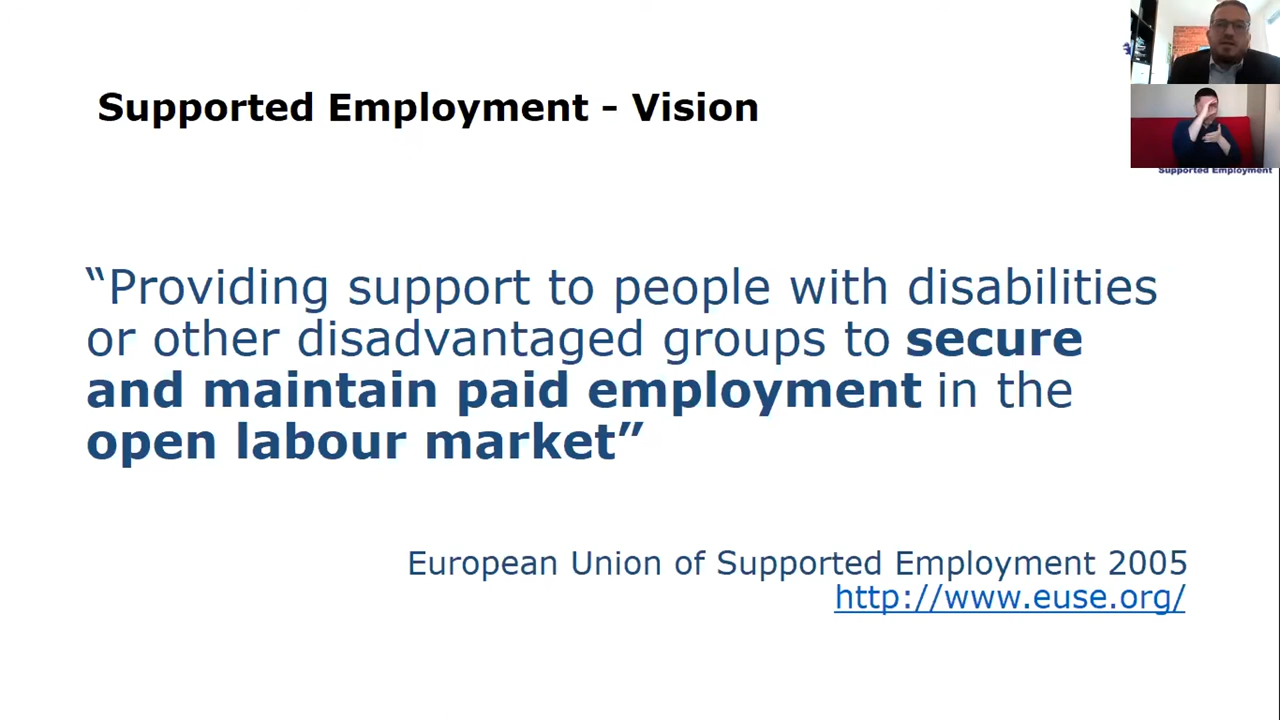 Supported Employment - Vision
Supported Employment
“Providing support to people with disabilities
or other disadvantaged groups to secure
and maintain paid employment in the
open labour market”
European Union of Supported Employment 2005
http://www.euse.org/